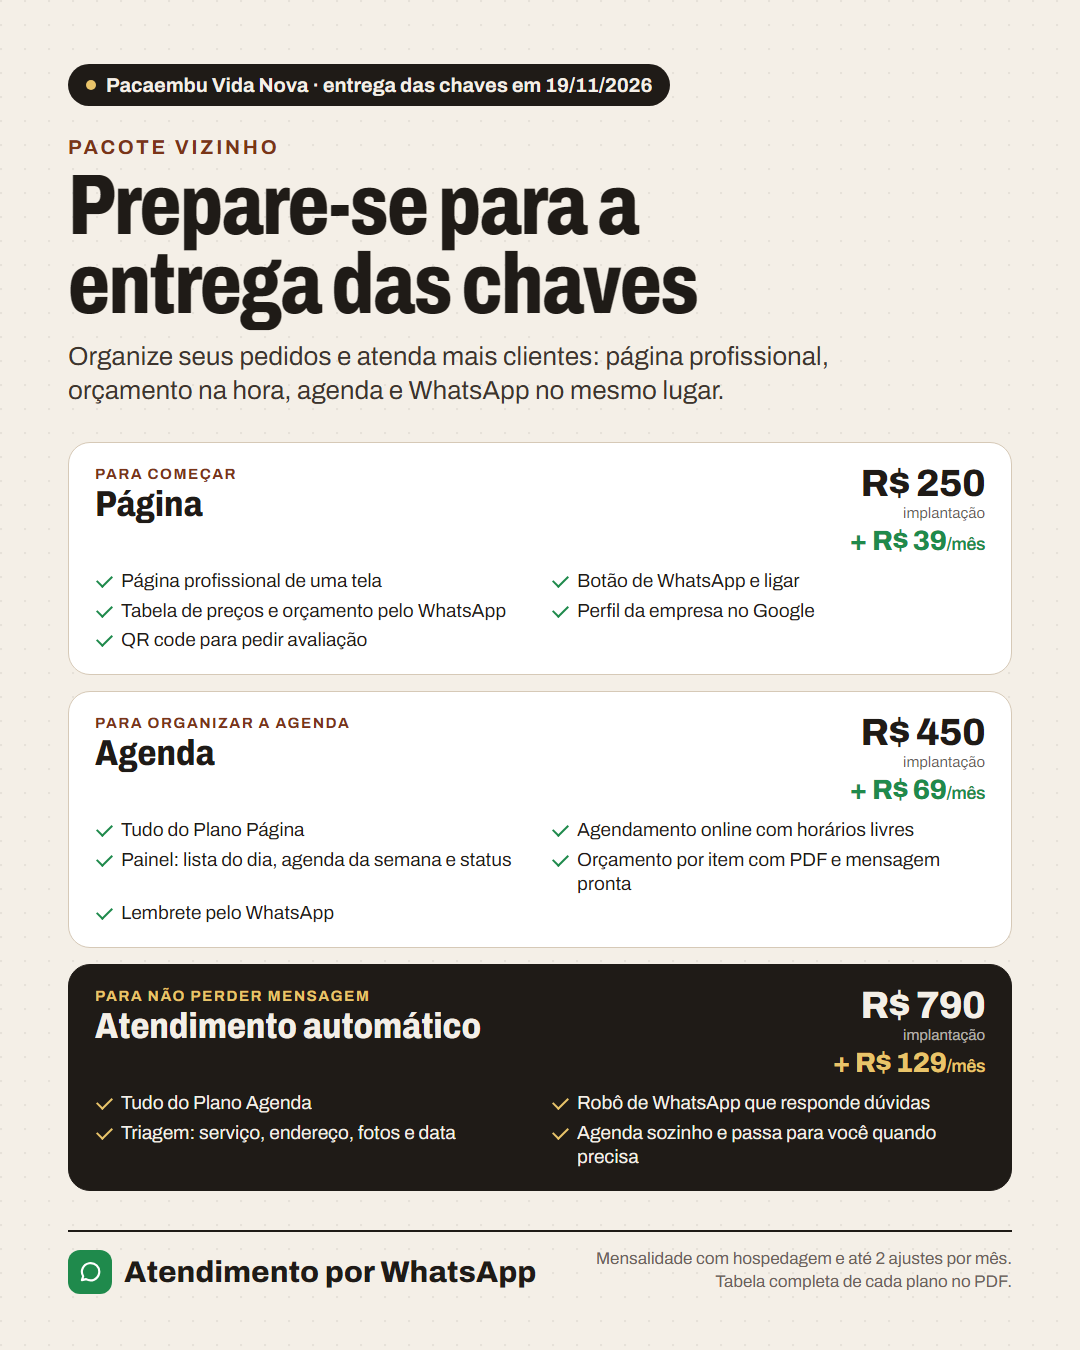 Pacaembu Vida Nova · entrega das chaves em 19/11/2026
PACOTE VIZINHO
Prepare-se para a
entrega das chaves
Organize seus pedidos e atenda mais clientes: página profissional,
orçamento na hora, agenda e WhatsApp no mesmo lugar.
PARA COMEÇAR
Página
R$ 250
implantação
+ R$ 39/mês
Página profissional de uma tela
Botão de WhatsApp e ligar
Tabela de preços e orçamento pelo WhatsApp
Perfil da empresa no Google
QR code para pedir avaliação
PARA ORGANIZAR A AGENDA
Agenda
R$ 450
implantação
+ R$ 69/mês
Tudo do Plano Página
Agendamento online com horários livres
Painel: lista do dia, agenda da semana e status
Orçamento por item com PDF e mensagem
pronta
Lembrete pelo WhatsApp
PARA NÃO PERDER MENSAGEM
Atendimento automático
R$ 790
implantação
+ R$ 129/mês
Tudo do Plano Agenda
Robô de WhatsApp que responde dúvidas
Triagem: serviço, endereço, fotos e data
Agenda sozinho e passa para você quando
precisa
Atendimento por WhatsApp
Mensalidade com hospedagem e até 2 ajustes por mês.
Tabela completa de cada plano no PDF.